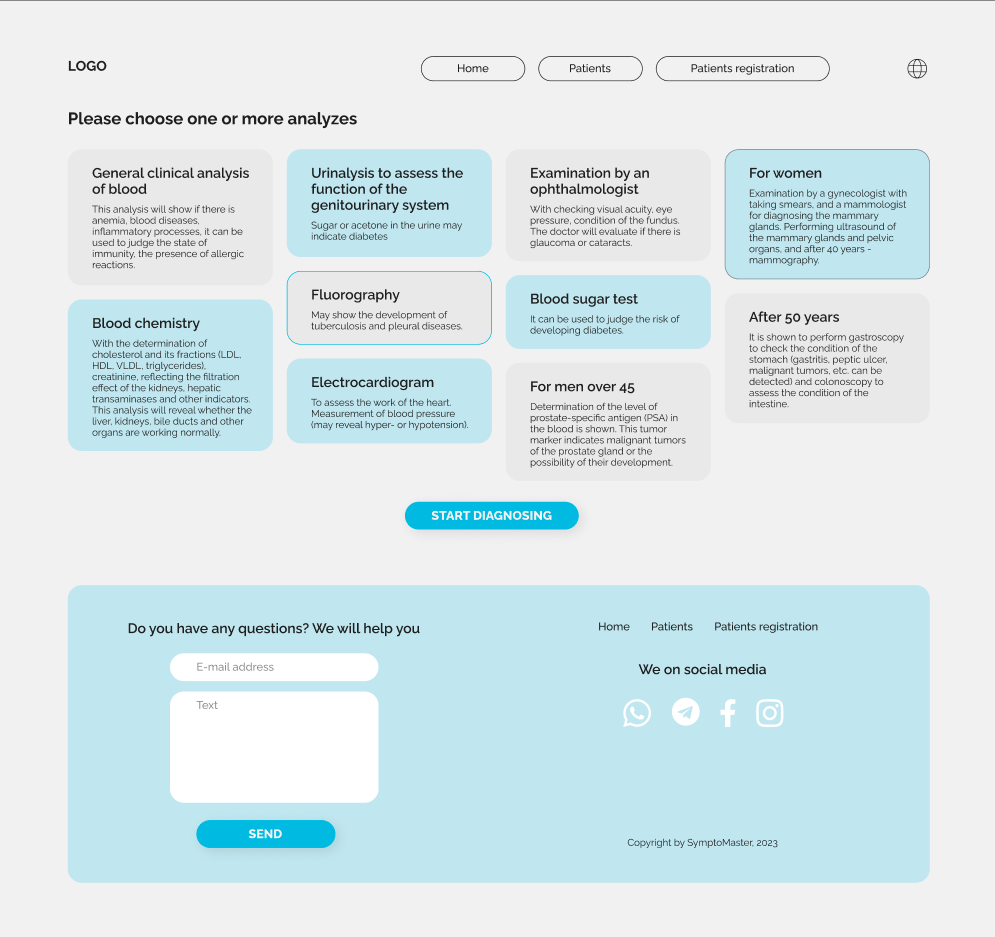 LOGO
Home
Patients
Patients registration
Please choose one or more analyzes
General clinical analysis
of blood
This analysis will show if there is
anemia, blood diseases,
inflammatory processes, it can be
used to judge the state of
immunity, the presence of allergic
reactions.
Blood chemistry
With the determination of
cholesterol and its fractions (LDL,
HDL, VLDL, triglycerides),
creatinine, reflecting the filtration
effect of the kidneys, hepatic
transaminases and other indicators.
This analysis will reveal whether the
liver, kidneys, bile ducts and other
organs are working normally.
Urinalysis to assess the
function of the
genitourinary system
Sugar or acetone in the urine may
indicate diabetes
Fluorography
May show the development of
tuberculosis and pleural diseases.
Electrocardiogram
To assess the work of the heart.
Measurement of blood pressure
(may reveal hyper- or hypotension).
Examination by an
ophthalmologist
With checking visual acuity, eye
pressure, condition of the fundus.
The doctor will evaluate if there is
glaucoma or cataracts.
Blood sugar test
It can be used to judge the risk of
developing diabetes.
For men over 45
Determination of the level of
prostate-specific antigen (PSA) in
the blood is shown. This tumor
marker indicates malignant tumors
of the prostate gland or the
possibility of their development.
For women
Examination by a gynecologist with
taking smears, and a mammologist
for diagnosing the mammary
glands. Performing ultrasound of
the mammary glands and pelvic
organs, and after 40 years -
mammography.
After 50 years
It is shown to perform gastroscopy
to check the condition of the
stomach (gastritis, peptic ulcer,
malignant tumors, etc. can be
detected) and colonoscopy to
assess the condition of the
intestine.
START DIAGNOSING
Do you have any questions? We will help you
E-mail address
Text
SEND
Home
Patients
Patients registration
We on social media
Copyright by SymptoMaster, 2023